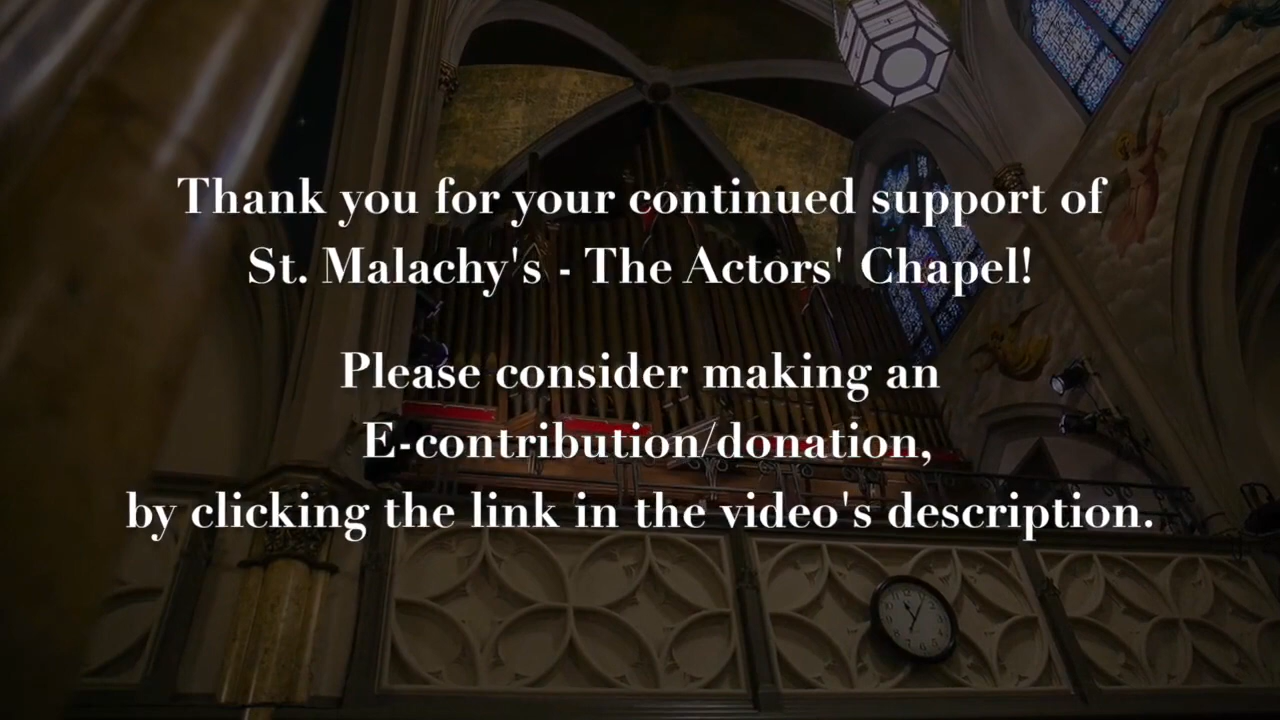 Thank you for your continued support of
St. Malachy's - The Actors' Chapel!
Please consider making an
E-contribution/donation,
by clicking the link in the video's description.